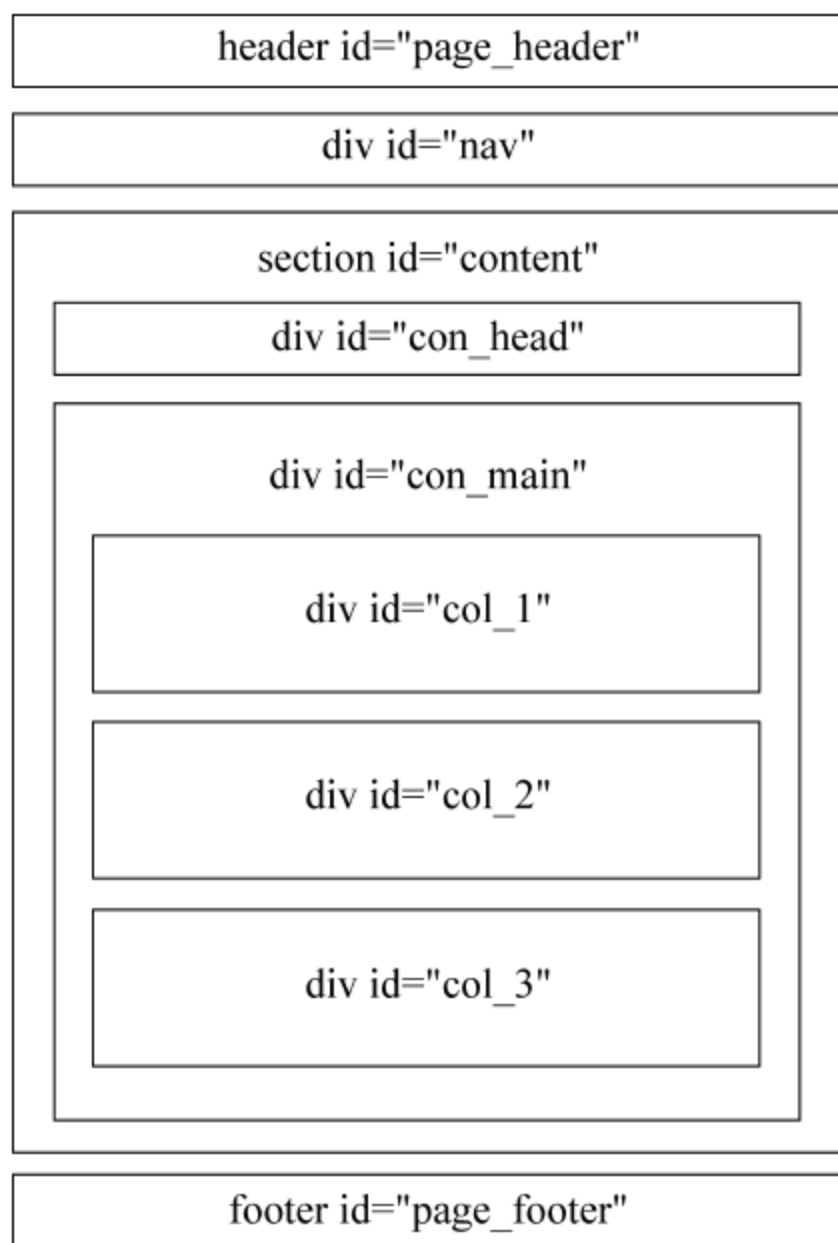 header id="page_header"
div id="nav"
section id="content"
div id="con_head"
div id="con_main"
div id="col_1"
div id="col_2"
div id="col_3"
footer id="page_footer"